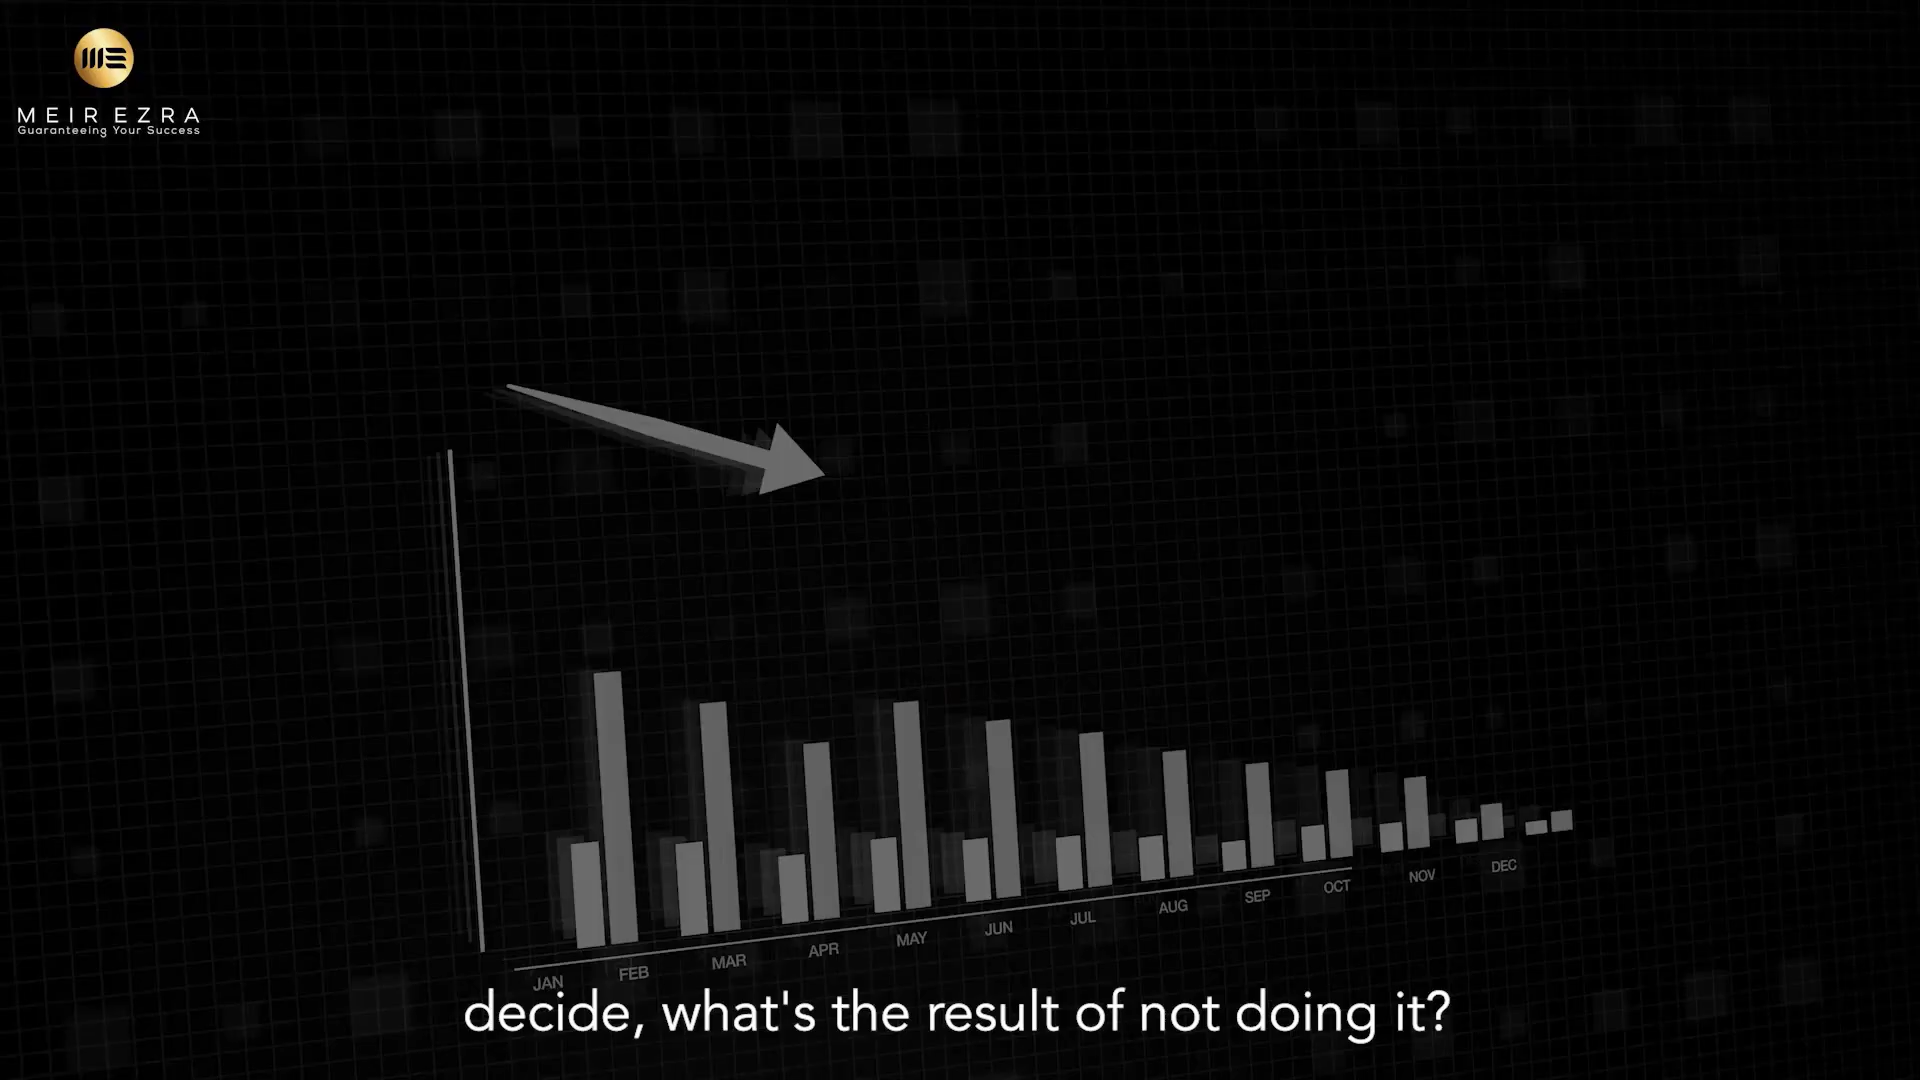 MEIR EZRA
Guaranteeing Your Success
JAN
FEB
MAR
APR
MAY
JUN
JUL
AUG
SEP
OCT
NOV
DEC
decide, what's the result of not doing it?